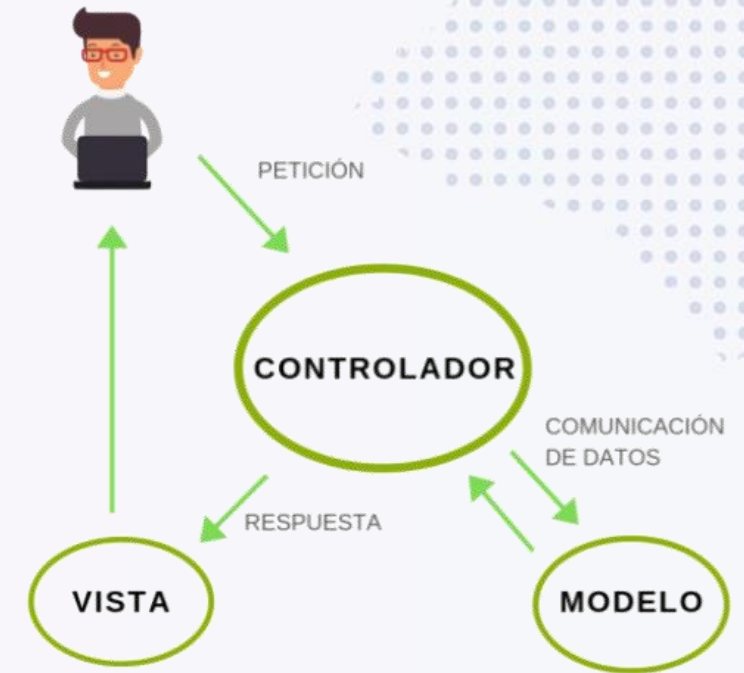 PETICIÓN
CONTROLADOR
COMUNICACIÓN
DE DATOS
RESPUESTA
VISTA
MODELO